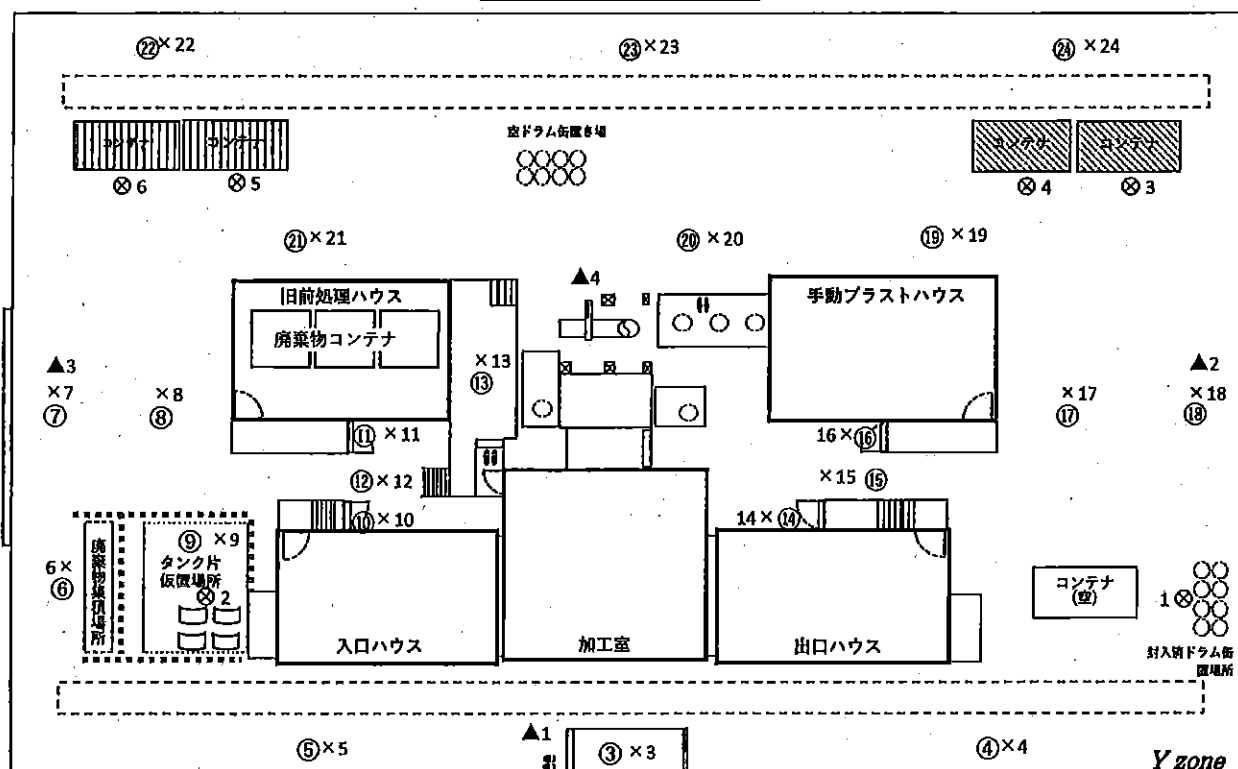 ㉒×22
㉓×23
㉔×24
コンテナ
コンテナ
空ドラム缶置き場
コンテナ
コンテナ
⊗6
⊗5
⊗4
⊗3
㉑×21
⑳×20
⑲×19
▲4
旧前処理ハウス
手動ブラストハウス
廃棄物コンテナ
▲3
×13
▲2
×7
×8
⑬
×17
×18
⑦
⑧
⑰
⑱
⑪×11
16×⑯
⑫×12
×15 ⑮
⑩×10
14×⑭
⑨ ×9
6×
⑥
廃棄物集積場所
タンク片
仮置場所
⊗2
コンテナ
(空)
1⊗
入口ハウス
加工室
出口ハウス
封入済ドラム缶
置場所
▲1
⑤×5
③×3
④×4
Y zone